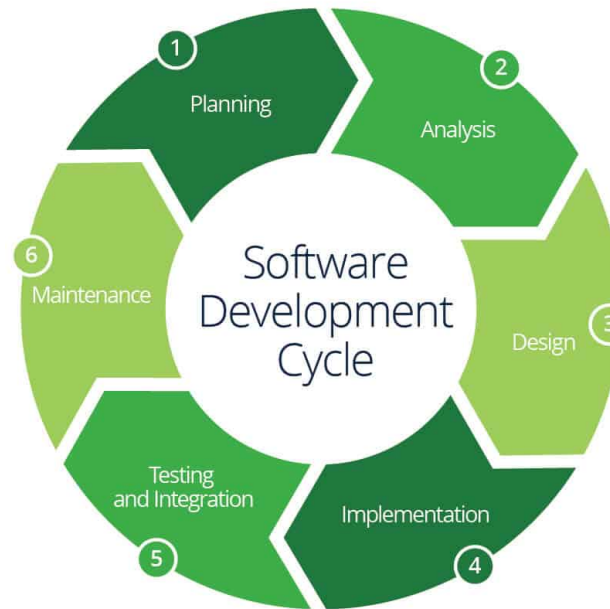 1
Planning
2
Analysis
3
Design
4
Implementation
5
Testing
and Integration
6
Maintenance
Software
Development
Cycle